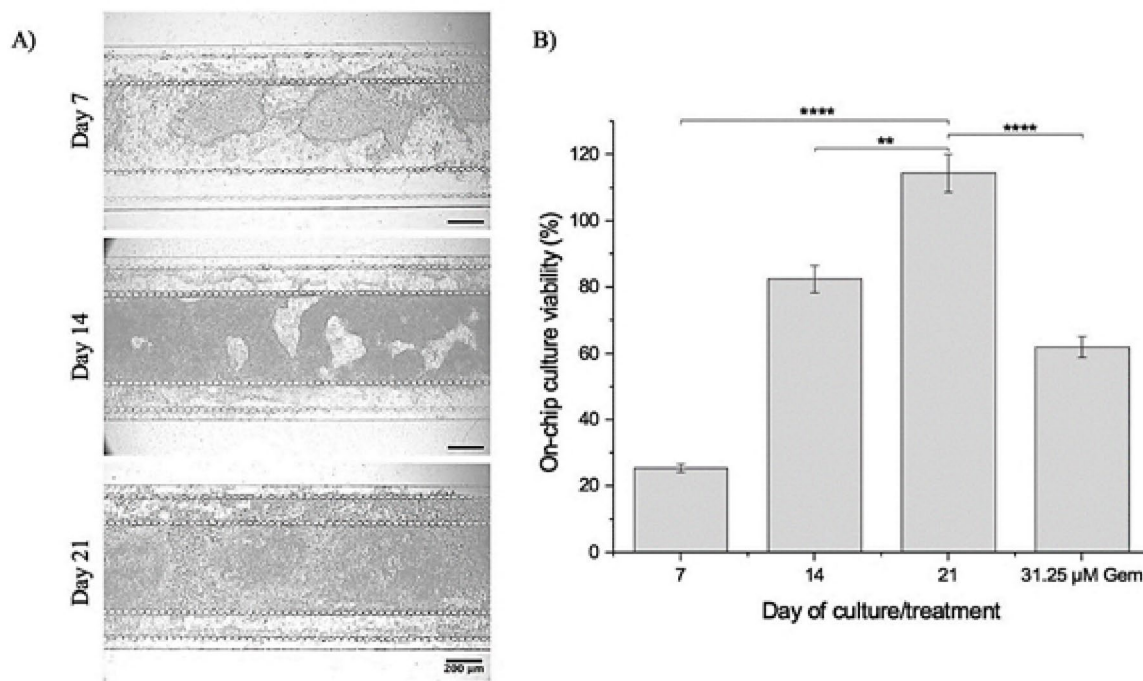 A)
Day 7
Day 14
Day 21
200 µm
B)
On-chip culture viability (%)
120
100
80
60
40
20
0
****
**
****
7
14
21
31.25 µM Gem
Day of culture/treatment